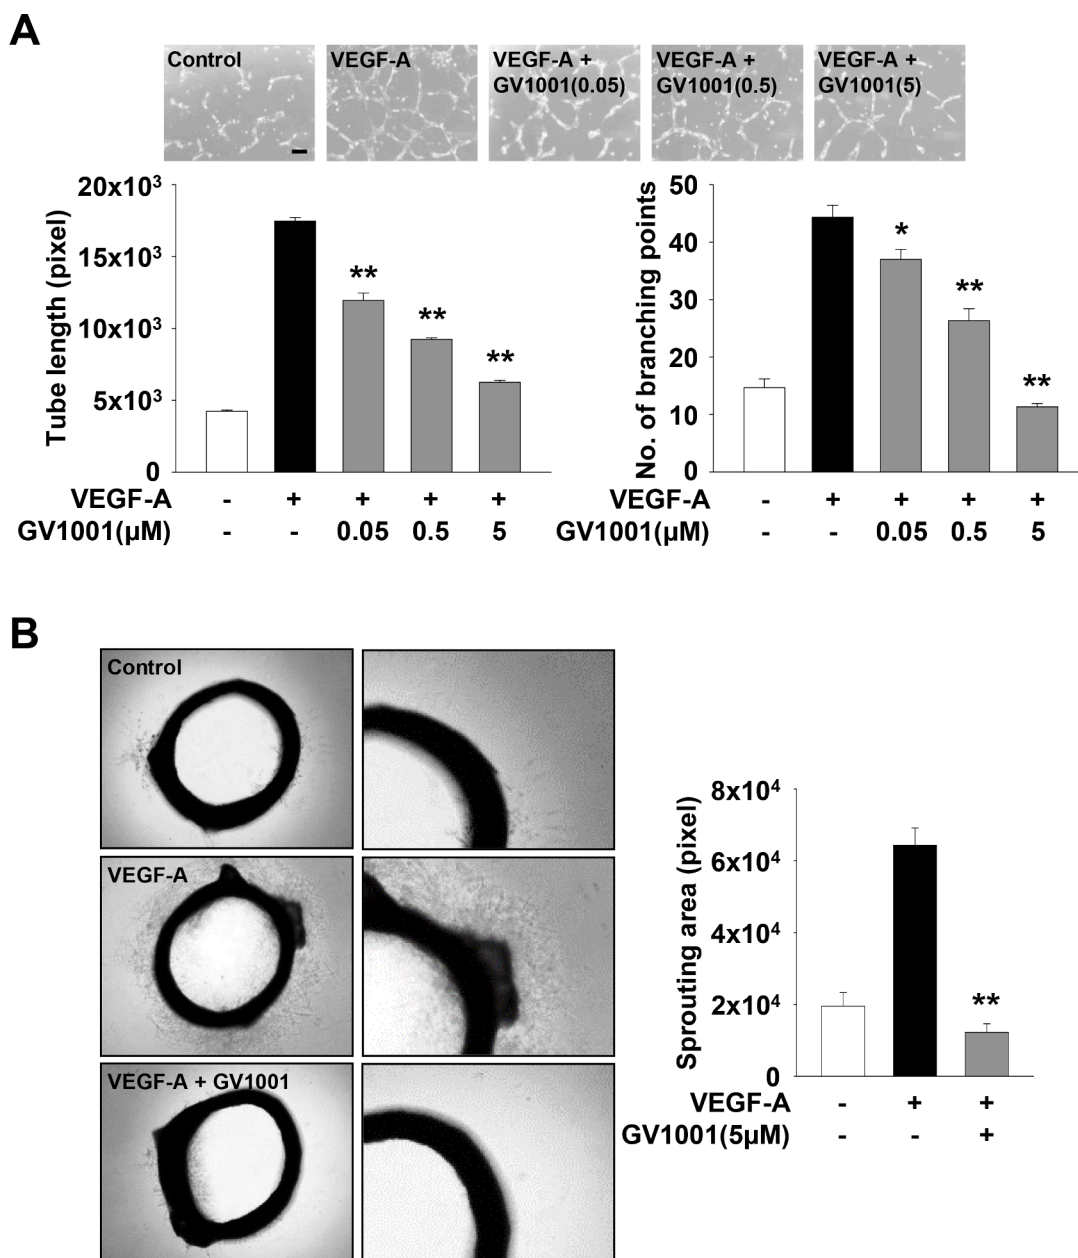 A
Control
VEGF-A
VEGF-A +
GV1001(0.05)
VEGF-A +
GV1001(0.5)
VEGF-A +
GV1001(5)
Tube length (pixel)
20x10³
15x10³
10x10³
5x10³
0
** ** **
VEGF-A - + + + +
GV1001(µM) - - 0.05 0.5 5
No. of branching points
50
40
30
20
10
0
* ** **
VEGF-A - + + + +
GV1001(µM) - - 0.05 0.5 5
B
Control
VEGF-A
VEGF-A + GV1001
Sprouting area (pixel)
8x10⁴
6x10⁴
4x10⁴
2x10⁴
0
**
VEGF-A - + +
GV1001(5µM) - - +